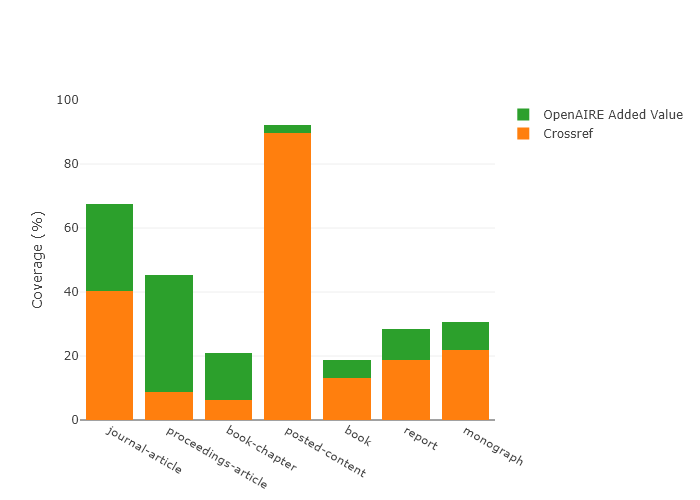 OpenAIRE Added Value
Crossref
Coverage (%)
100
80
60
40
20
0
journal-article
proceedings-article
book-chapter
posted-content
book
report
monograph